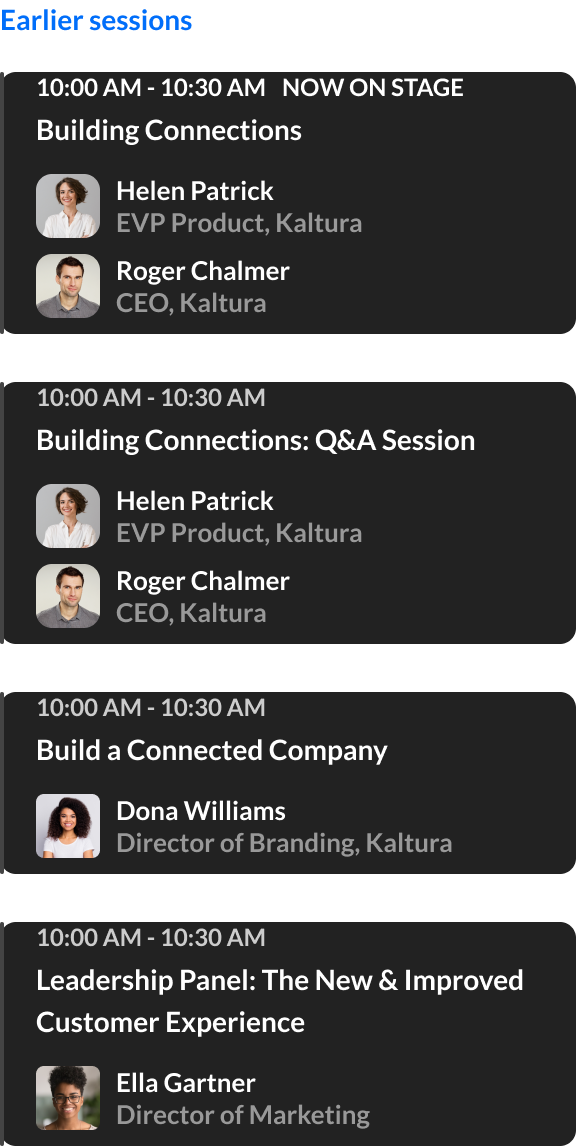 Earlier sessions
10:00 AM - 10:30 AM NOW ON STAGE
Building Connections
Helen Patrick
EVP Product, Kaltura
Roger Chalmer
CEO, Kaltura
10:00 AM - 10:30 AM
Building Connections: Q&A Session
Helen Patrick
EVP Product, Kaltura
Roger Chalmer
CEO, Kaltura
10:00 AM - 10:30 AM
Build a Connected Company
Dona Williams
Director of Branding, Kaltura
10:00 AM - 10:30 AM
Leadership Panel: The New & Improved
Customer Experience
Ella Gartner
Director of Marketing